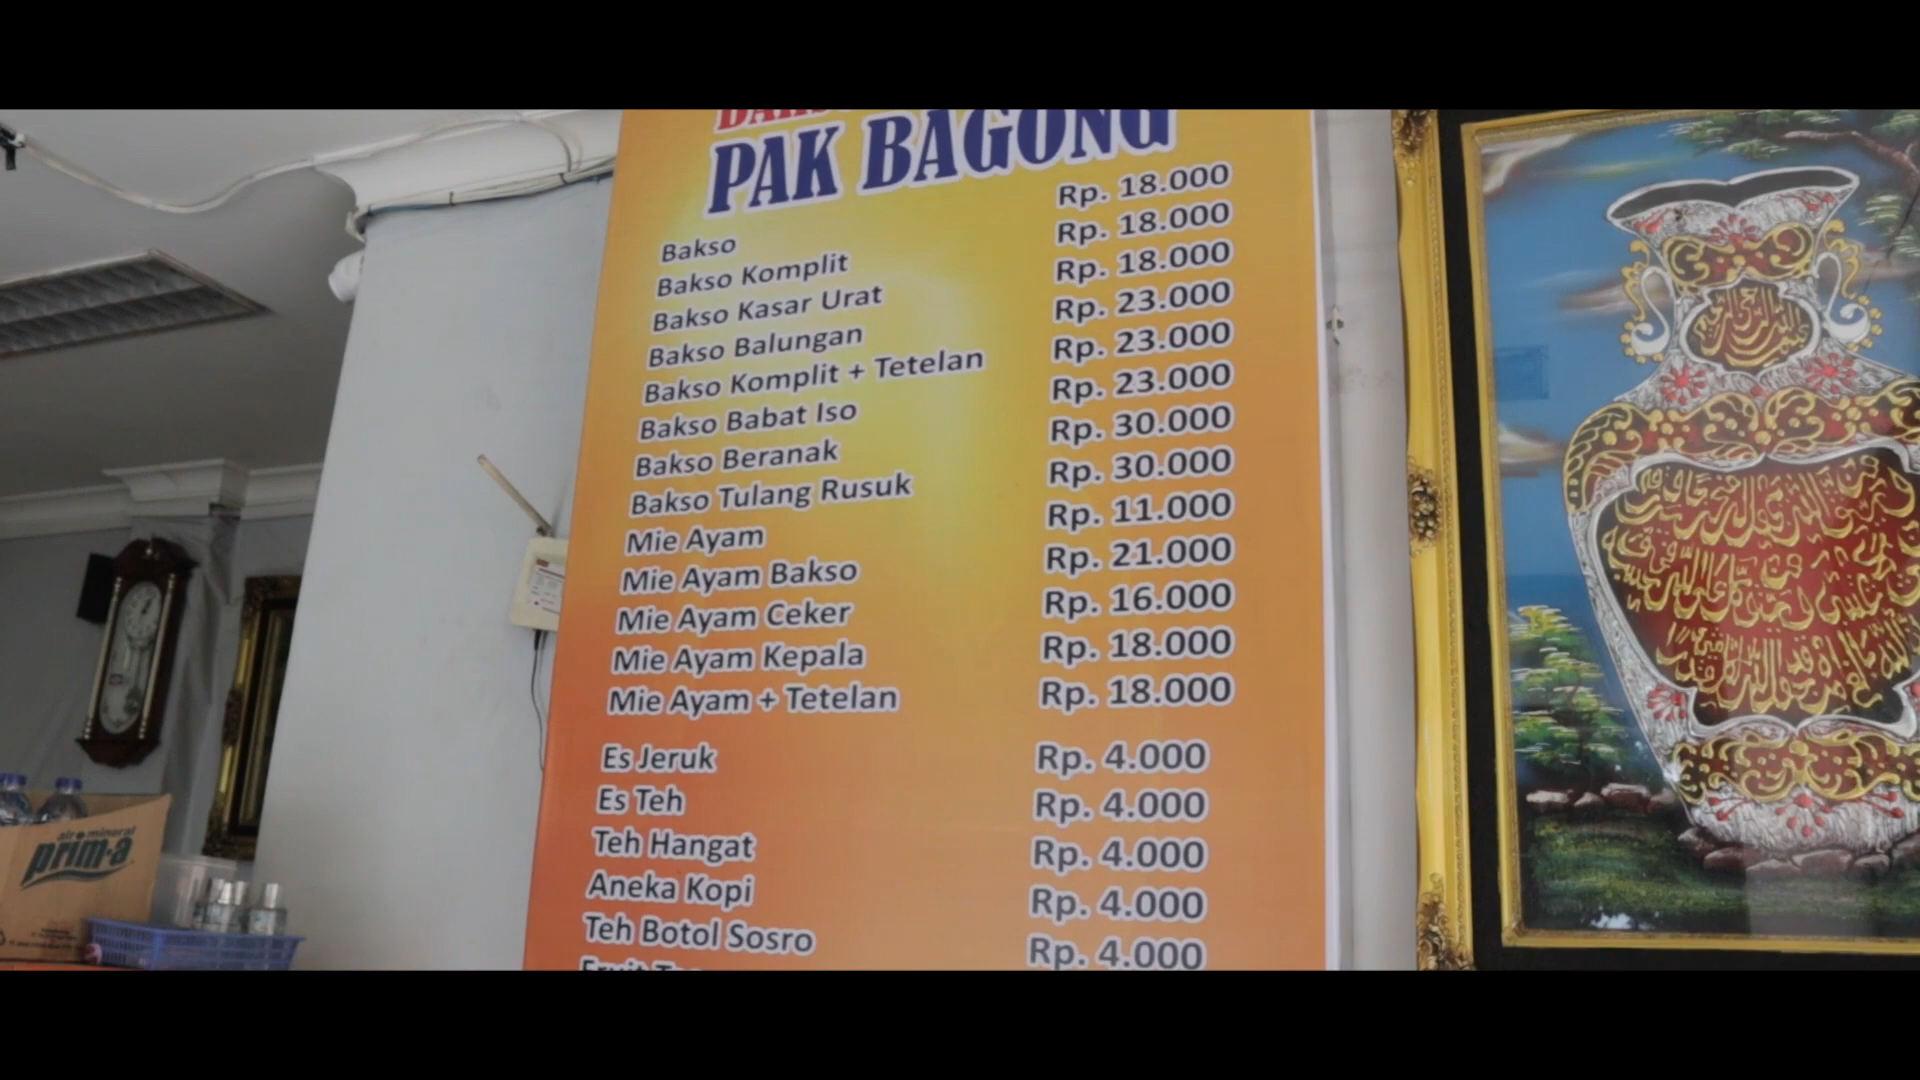 PAK BAGONG
Bakso Rp. 18.000
Bakso Komplit Rp. 18.000
Bakso Kasar Urat Rp. 18.000
Bakso Balungan Rp. 23.000
Bakso Komplit + Tetelan Rp. 23.000
Bakso Babat Iso Rp. 23.000
Bakso Beranak Rp. 30.000
Bakso Tulang Rusuk Rp. 30.000
Mie Ayam Rp. 11.000
Mie Ayam Bakso Rp. 21.000
Mie Ayam Ceker Rp. 16.000
Mie Ayam Kepala Rp. 18.000
Mie Ayam + Tetelan Rp. 18.000
Es Jeruk Rp. 4.000
Es Teh Rp. 4.000
Teh Hangat Rp. 4.000
Aneka Kopi Rp. 4.000
Teh Botol Sosro Rp. 4.000
air mineral
prim-a